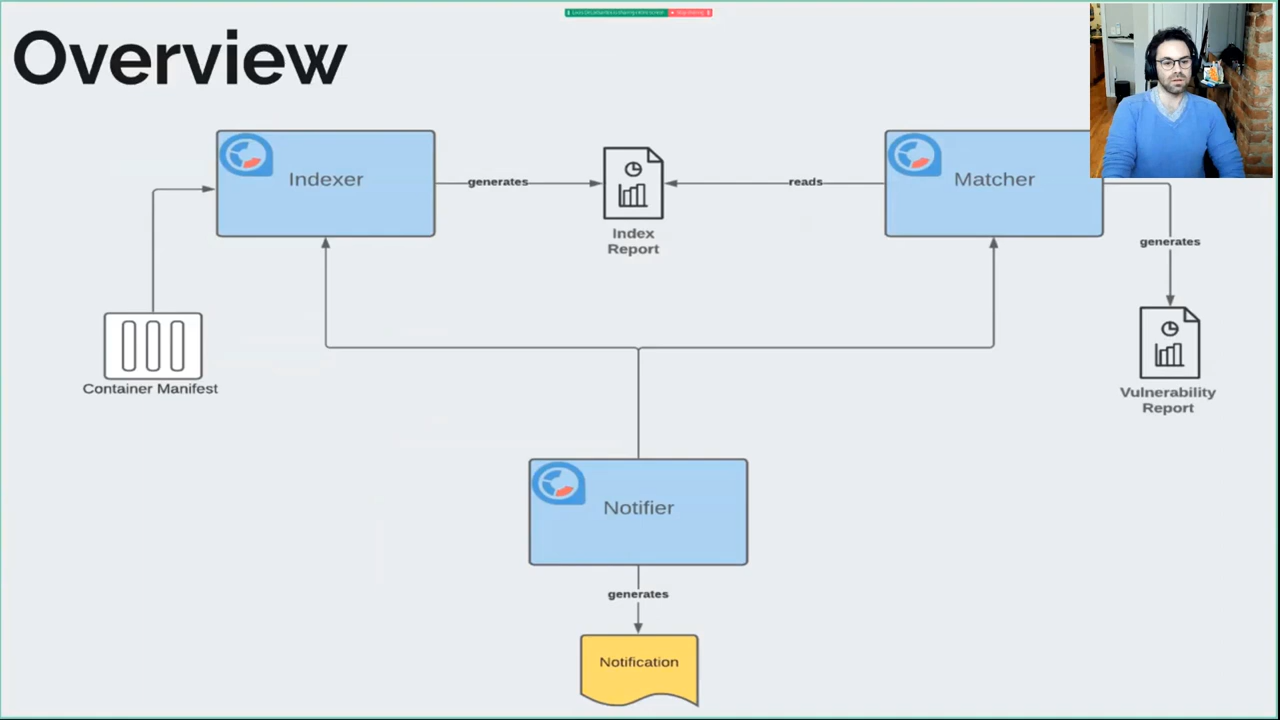 Overview
Indexer
generates
Index
Report
reads
Matcher
generates
Container Manifest
Vulnerability
Report
Notifier
generates
Notification